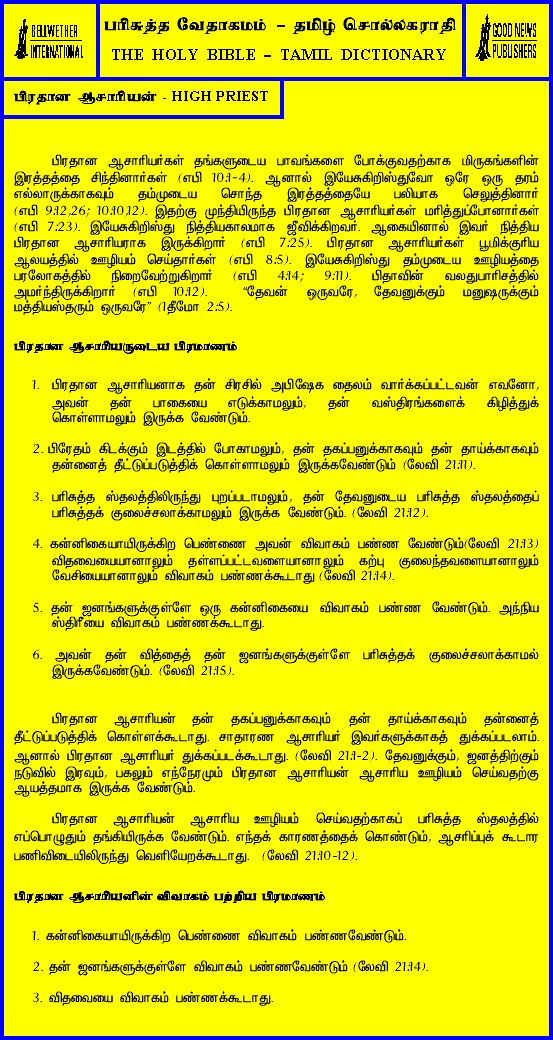 BELLWETHER
INTERNATIONAL
பரிசுத்த வேதாகமம் – தமிழ் சொல்லகராதி
THE HOLY BIBLE – TAMIL DICTIONARY
GOOD NEWS
PUBLISHERS
பிரதான ஆசாரியன் - HIGH PRIEST
பிரதான ஆசாரியர்கள் தங்களுடைய பாவங்களை போக்குவதற்காக மிருகங்களின்
இரத்தத்தை சிந்தினார்கள் (எபி 10:1-4). ஆனால் இயேசுகிறிஸ்துவோ ஒரே ஒரு தரம்
எல்லாருக்காகவும் தம்முடைய சொந்த இரத்தத்தையே பலியாக செலுத்தினார்
(எபி 9:12,26; 10:10,12). இதற்கு முந்தியிருந்த பிரதான ஆசாரியர்கள் மரித்துப்போனார்கள்
(எபி 7:23). இயேசுகிறிஸ்து நித்தியகாலமாக ஜீவிக்கிறவர். ஆகையினால் இவர் நித்திய
பிரதான ஆசாரியராக இருக்கிறார் (எபி 7:25). பிரதான ஆசாரியர்கள் பூமிக்குரிய
ஆலயத்தில் ஊழியம் செய்தார்கள் (எபி 8:5). இயேசுகிறிஸ்து தம்முடைய ஊழியத்தை
பரலோகத்தில் நிறைவேற்றுகிறார் (எபி 4:14; 9:11). பிதாவின் வலதுபாரிசத்தில்
அமர்ந்திருக்கிறார் (எபி 10:12). “தேவன் ஒருவரே, தேவனுக்கும் மனுஷருக்கும்
மத்தியஸ்தரும் ஒருவரே” (1தீமோ 2:5).
பிரதான ஆசாரியருடைய பிரமாணம்
1. பிரதான ஆசாரியனாக தன் சிரசில் அபிஷேக தைலம் வார்க்கப்பட்டவன் எவனோ,
அவன் தன் பாகையை எடுக்காமலும், தன் வஸ்திரங்களைக் கிழித்துக்
கொள்ளாமலும் இருக்க வேண்டும்.
2. பிரேதம் கிடக்கும் இடத்தில் போகாமலும், தன் தகப்பனுக்காகவும் தன் தாய்க்காகவும்
தன்னைத் தீட்டுப்படுத்திக் கொள்ளாமலும் இருக்கவேண்டும் (லேவி 21:11).
3. பரிசுத்த ஸ்தலத்திலிருந்து புறப்படாமலும், தன் தேவனுடைய பரிசுத்த ஸ்தலத்தைப்
பரிசுத்தக் குலைச்சலாக்காமலும் இருக்க வேண்டும். (லேவி 21:12).
4. கன்னிகையாயிருக்கிற பெண்ணை அவன் விவாகம் பண்ண வேண்டும்(லேவி 21:13)
விதவையையானாலும் தள்ளப்பட்டவளையானாலும் கற்பு குலைந்தவளையானாலும்
வேசியையானாலும் விவாகம் பண்ணக்கூடாது (லேவி 21:14).
5. தன் ஜனங்களுக்குள்ளே ஒரு கன்னிகையை விவாகம் பண்ண வேண்டும். அந்நிய
ஸ்திரீயை விவாகம் பண்ணக்கூடாது.
6. அவன் தன் வித்தைத் தன் ஜனங்களுக்குள்ளே பரிசுத்தக் குலைச்சலாக்காமல்
இருக்கவேண்டும். (லேவி 21:15).
பிரதான ஆசாரியன் தன் தகப்பனுக்காகவும் தன் தாய்க்காகவும் தன்னைத்
தீட்டுப்படுத்திக் கொள்ளக்கூடாது. சாதாரண ஆசாரியர் இவர்களுக்காகத் துக்கப்படலாம்.
ஆனால் பிரதான ஆசாரியர் துக்கப்படக்கூடாது. (லேவி 21:1-2). தேவனுக்கும், ஜனத்திற்கும்
நடுவில் இரவும், பகலும் எந்நேரமும் பிரதான ஆசாரியன் ஆசாரிய ஊழியம் செய்வதற்கு
ஆயத்தமாக இருக்க வேண்டும்.
பிரதான ஆசாரியன் ஆசாரிய ஊழியம் செய்வதற்காகப் பரிசுத்த ஸ்தலத்தில்
எப்பொழுதும் தங்கியிருக்க வேண்டும். எந்தக் காரணத்தைக் கொண்டும், ஆசரிப்புக் கூடார
பணிவிடையிலிருந்து வெளியேறக்கூடாது. (லேவி 21:10-12).
பிரதான ஆசாரியனின் விவாகம் பற்றிய பிரமாணம்
1. கன்னிகையாயிருக்கிற பெண்ணை விவாகம் பண்ணவேண்டும்.
2. தன் ஜனங்களுக்குள்ளே விவாகம் பண்ணவேண்டும் (லேவி 21:14).
3. விதவையை விவாகம் பண்ணக்கூடாது.